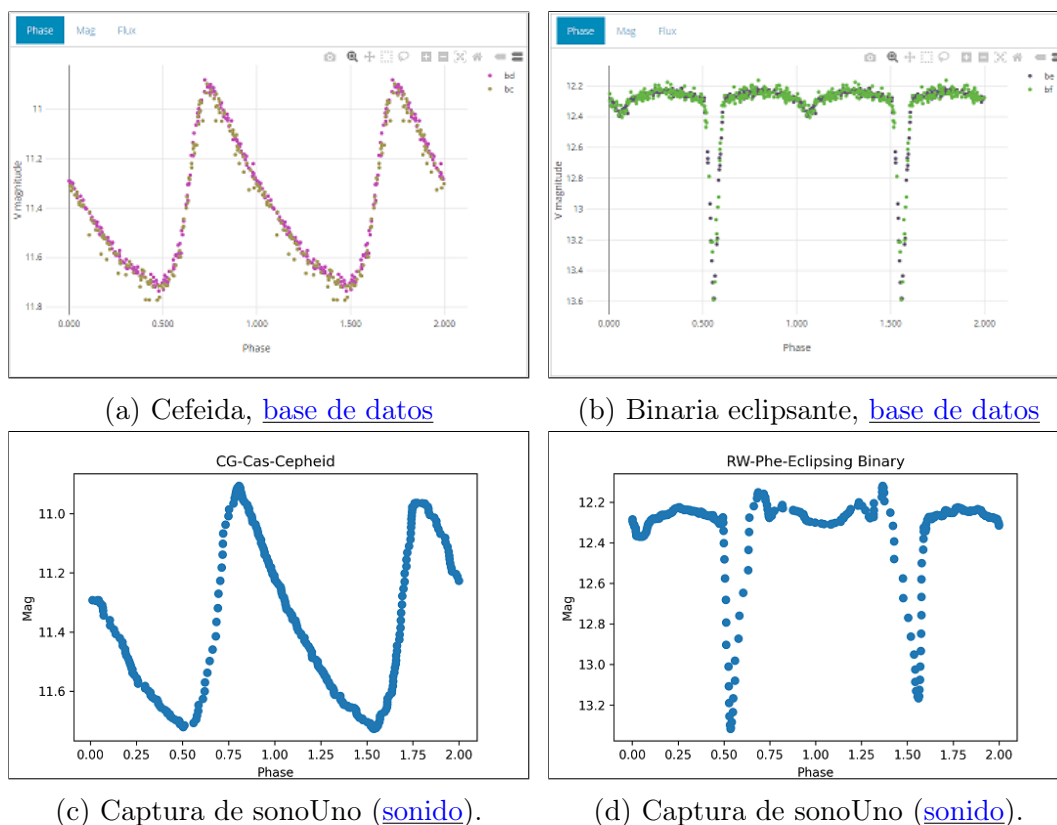 Phase Mag Flux
bd
bc
11
11.2
11.4
11.6
11.8
V magnitude
0.000 0.500 1.000 1.500 2.000
Phase
Phase Mag Flux
be
bf
12.2
12.4
12.6
12.8
13
13.2
13.4
13.6
V magnitude
0.000 0.500 1.000 1.500 2.000
Phase
(a) Cefeida, base de datos
(b) Binaria eclipsante, base de datos
CG-Cas-Cepheid
11.0
11.2
11.4
11.6
Mag
0.00 0.25 0.50 0.75 1.00 1.25 1.50 1.75 2.00
Phase
RW-Phe-Eclipsing Binary
12.2
12.4
12.6
12.8
13.0
13.2
Mag
0.00 0.25 0.50 0.75 1.00 1.25 1.50 1.75 2.00
Phase
(c) Captura de sonoUno (sonido).
(d) Captura de sonoUno (sonido).